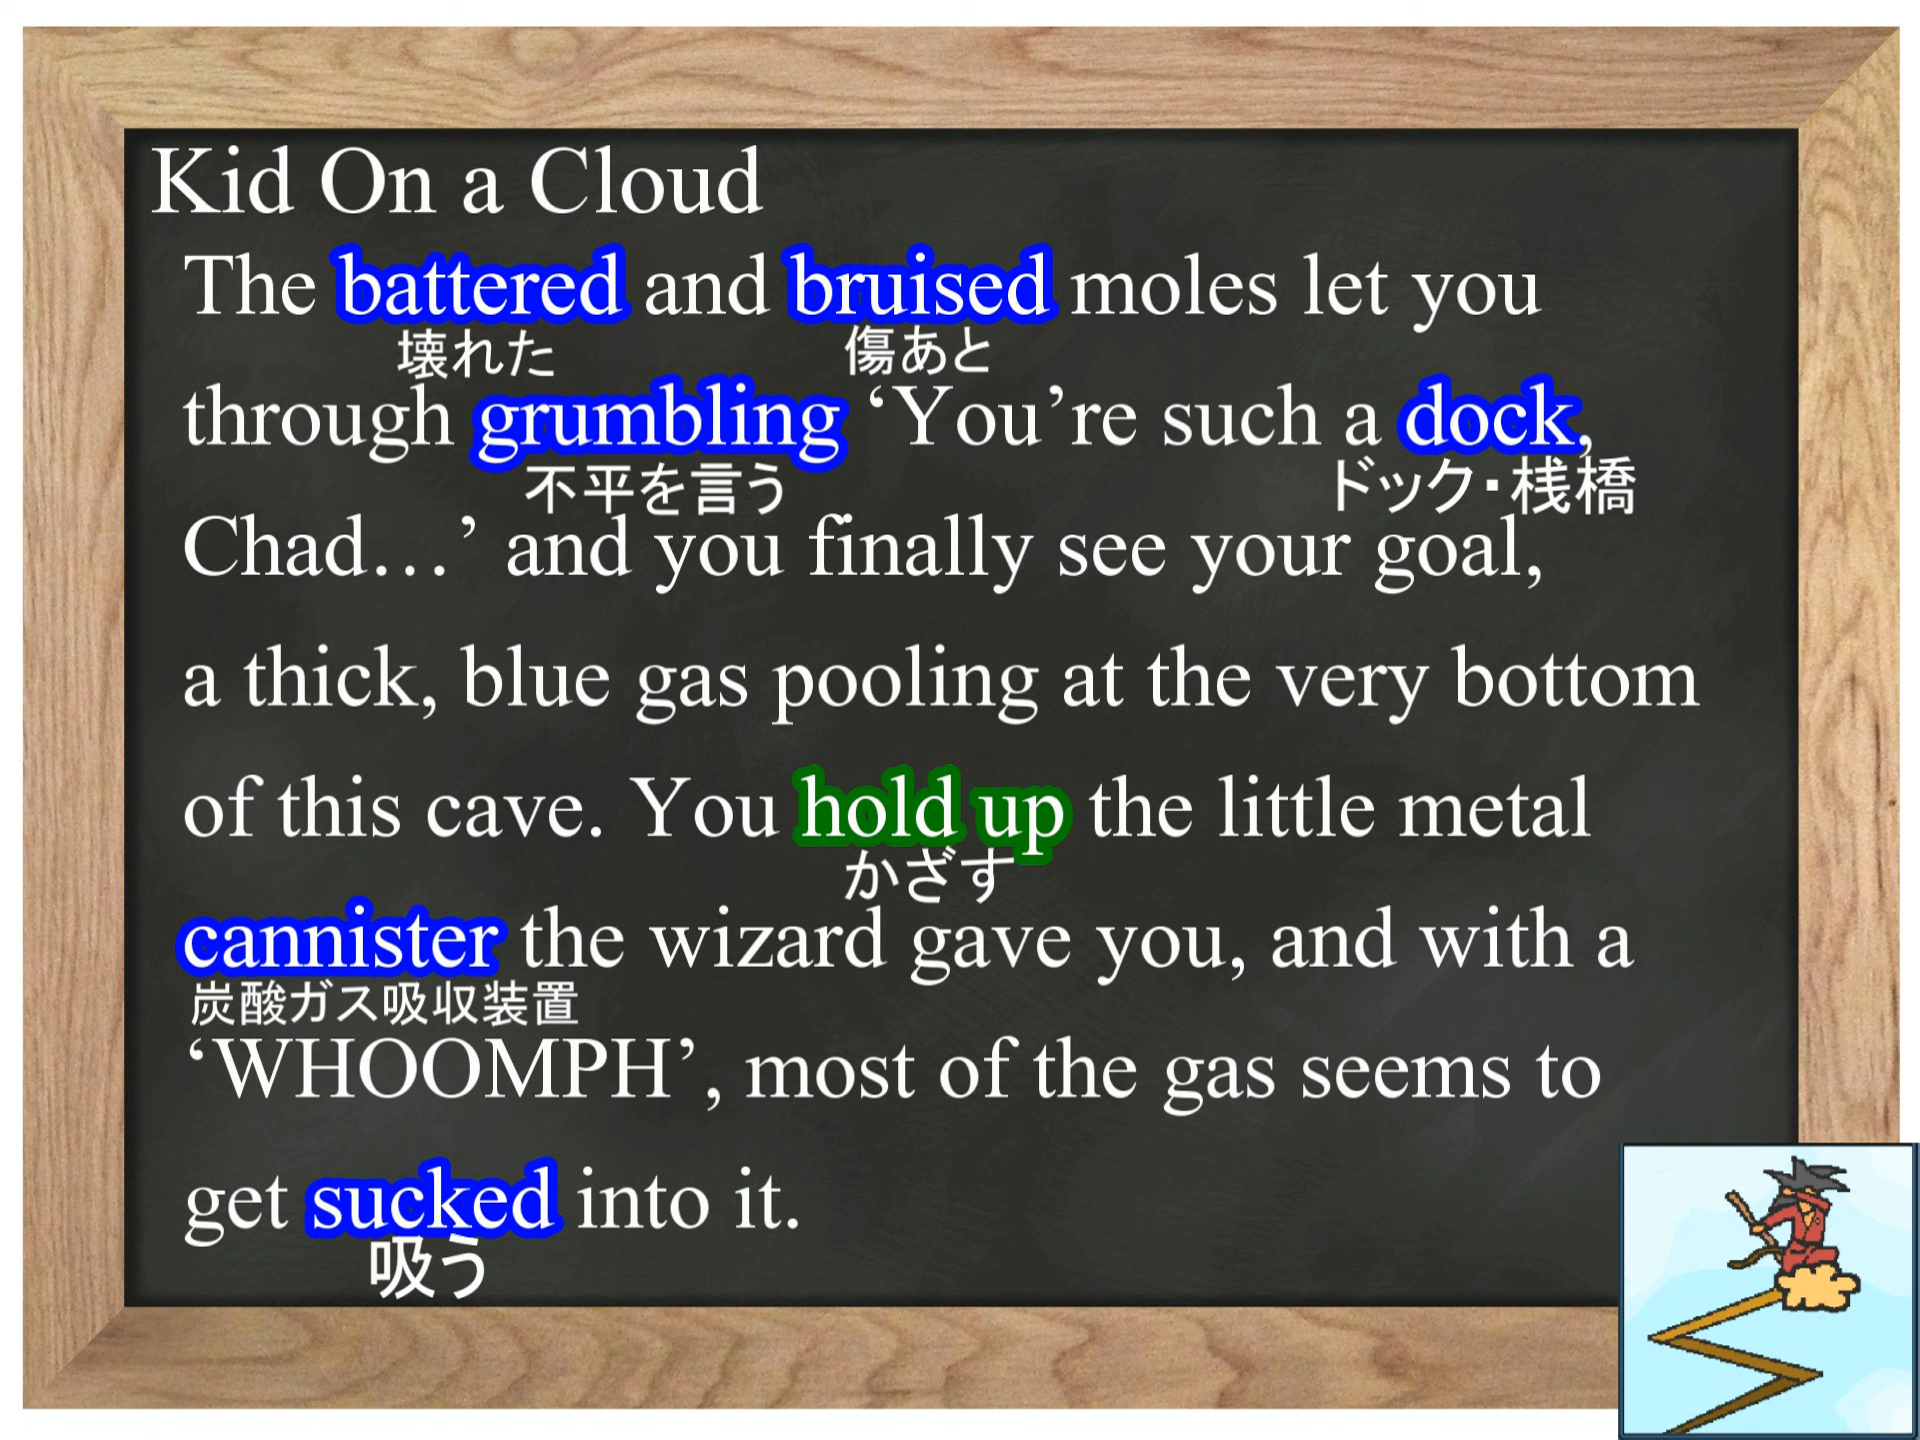 Kid On a Cloud
The battered and bruised moles let you
壊れた 傷あと
through grumbling ‘You’re such a dock,
不平を言う ドック・桟橋
Chad…’ and you finally see your goal,
a thick, blue gas pooling at the very bottom
of this cave. You hold up the little metal
かざす
cannister the wizard gave you, and with a
炭酸ガス吸収装置
‘WHOOMPH’, most of the gas seems to
get sucked into it.
吸う